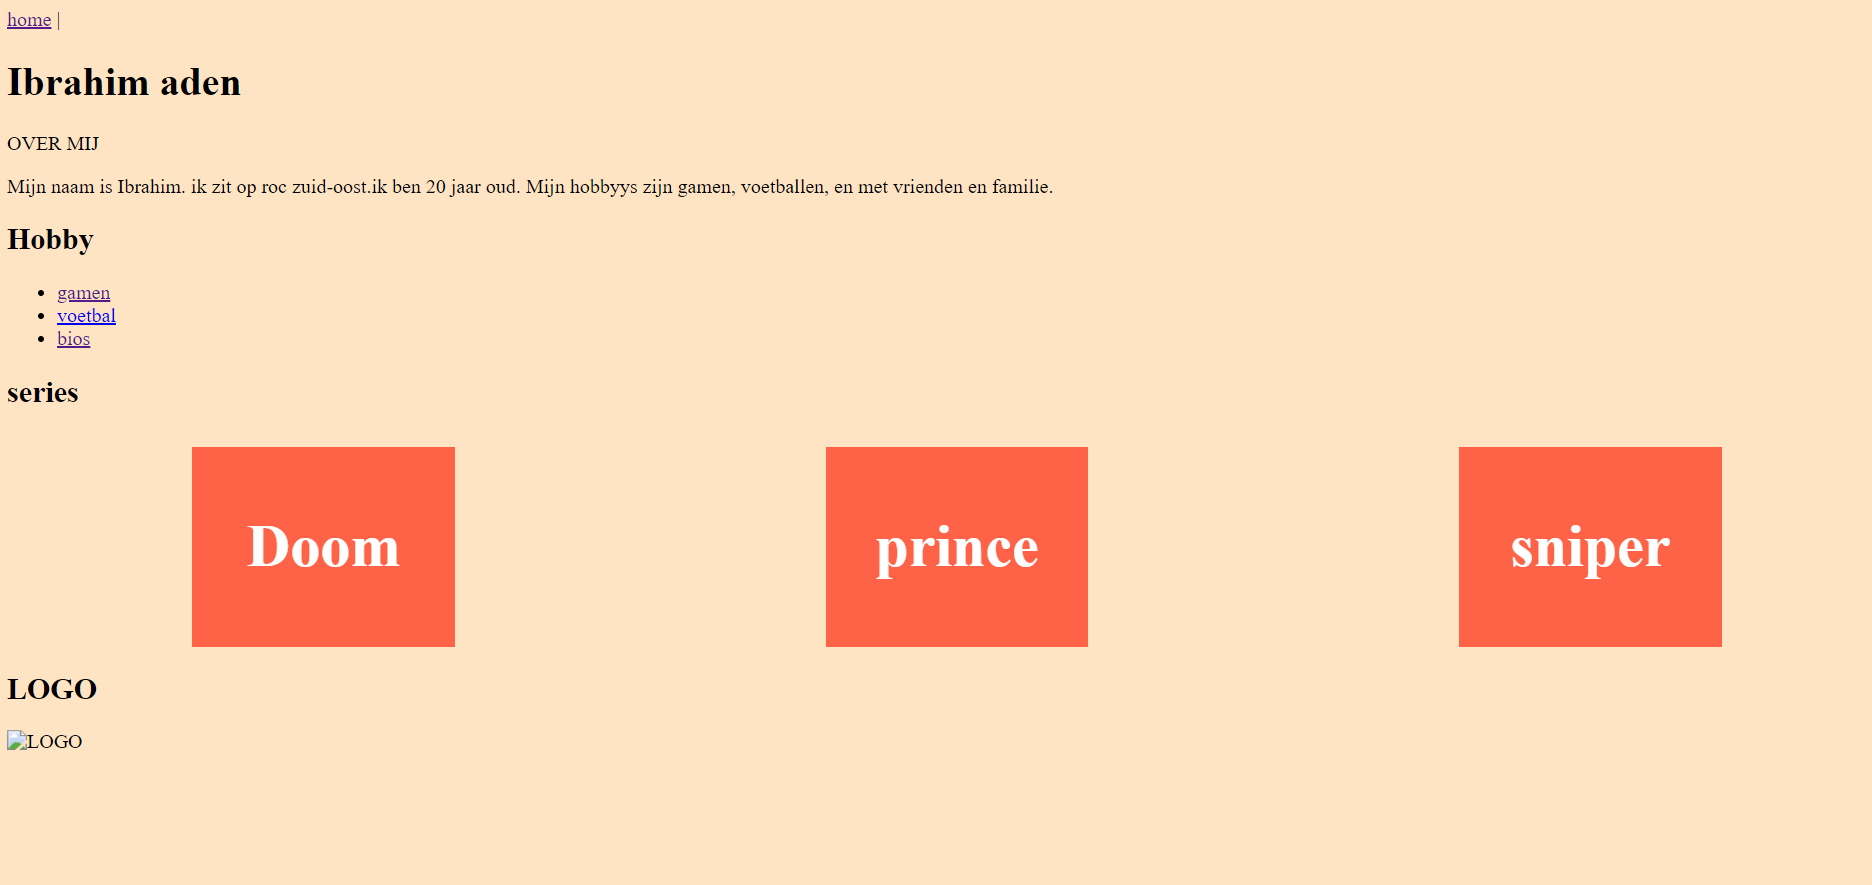 home |
Ibrahim aden
OVER MIJ
Mijn naam is Ibrahim. ik zit op roc zuid-oost.ik ben 20 jaar oud. Mijn hobbyys zijn gamen, voetballen, en met vrienden en familie.
Hobby
gamen
voetbal
bios
series
Doom prince sniper
LOGO
LOGO